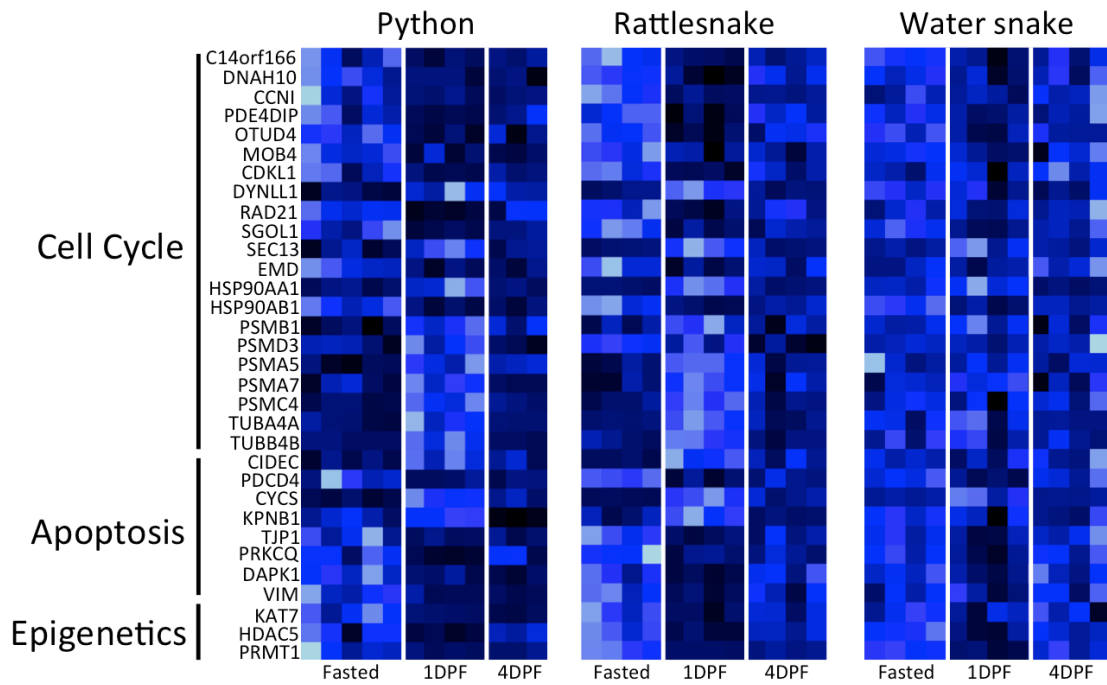 Python Rattlesnake Water snake
C14orf166
DNAH10
CCNI
PDE4DIP
OTUD4
MOB4
CDKL1
DYNLL1
RAD21
SGOL1
Cell Cycle
SEC13
EMD
HSP90AA1
HSP90AB1
PSMB1
PSMD3
PSMA5
PSMA7
PSMC4
TUBA4A
TUBB4B
CIDEC
PDCD4
CYCS
KPNB1
Apoptosis
TJP1
PRKCQ
DAPK1
VIM
KAT7
Epigenetics
HDAC5
PRMT1
Fasted 1DPF 4DPF Fasted 1DPF 4DPF Fasted 1DPF 4DPF